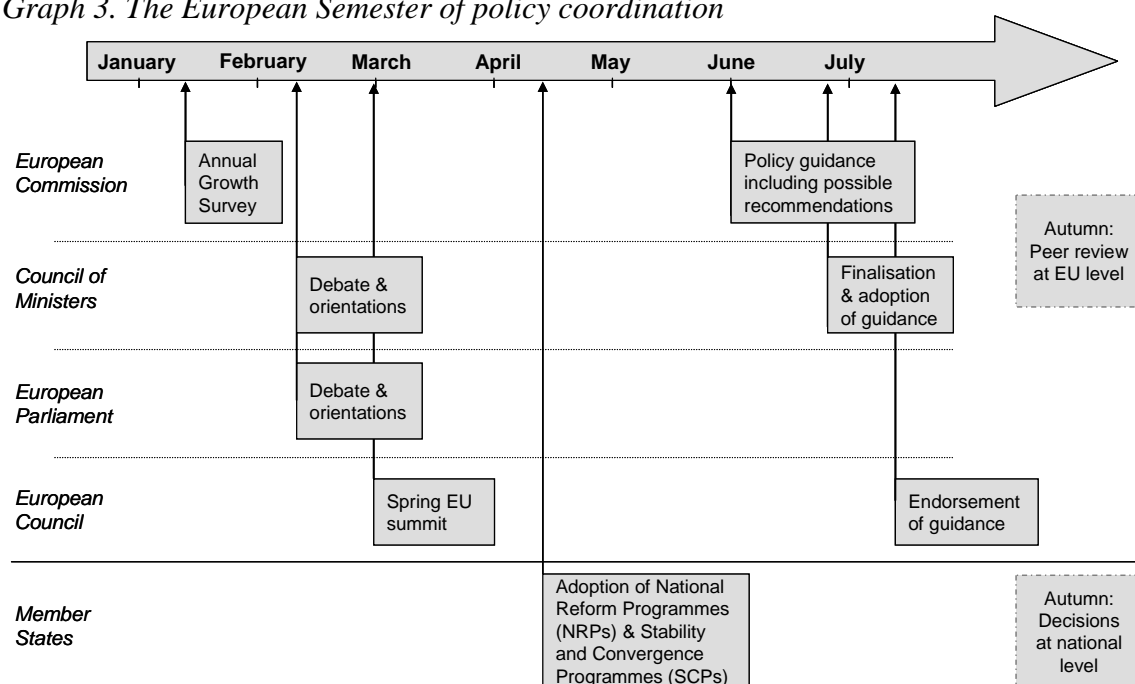 Graph 3. The European Semester of policy coordination
January February March April May June July
European
Commission
Annual
Growth
Survey
Policy guidance
including possible
recommendations
Autumn:
Peer review
at EU level
Council of
Ministers
Debate &
orientations
Finalisation
& adoption
of guidance
European
Parliament
Debate &
orientations
European
Council
Spring EU
summit
Endorsement
of guidance
Member
States
Adoption of National
Reform Programmes
(NRPs) & Stability
and Convergence
Programmes (SCPs)
Autumn:
Decisions
at national
level